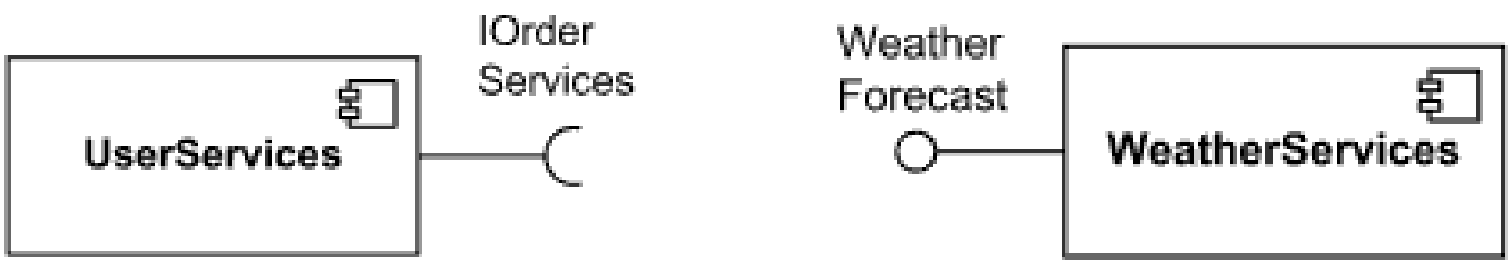 IOrder
Services
UserServices
Weather
Forecast
WeatherServices